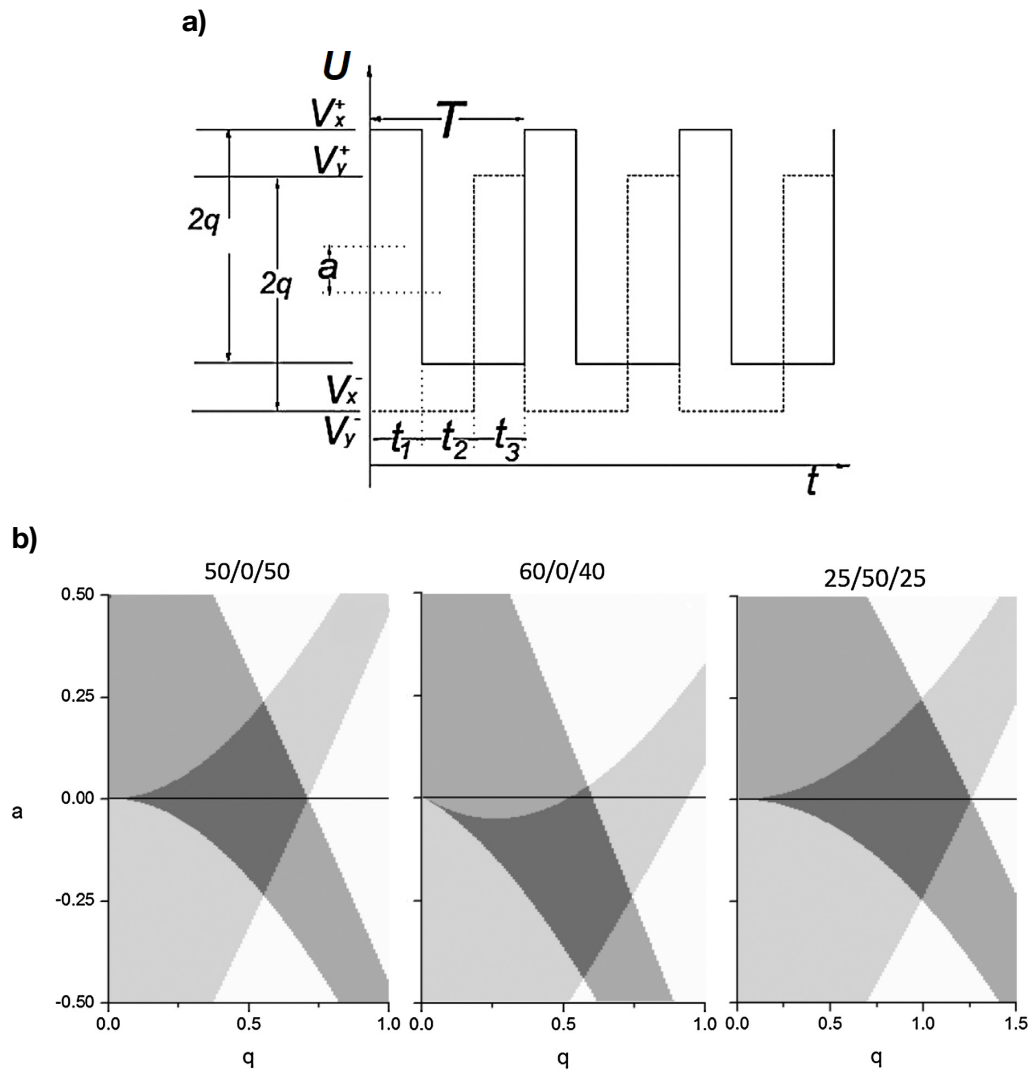 a)
U
V_x^+
T
V_y^+
2q
a
2q
V_x^-
V_y^-
t_1 t_2 t_3
t
b)
50/0/50 60/0/40 25/50/25
0.50
0.25
0.00
a
-0.25
-0.50
0.0 0.5 1.0 0.0 0.5 1.0 0.0 0.5 1.0 1.5
q q q